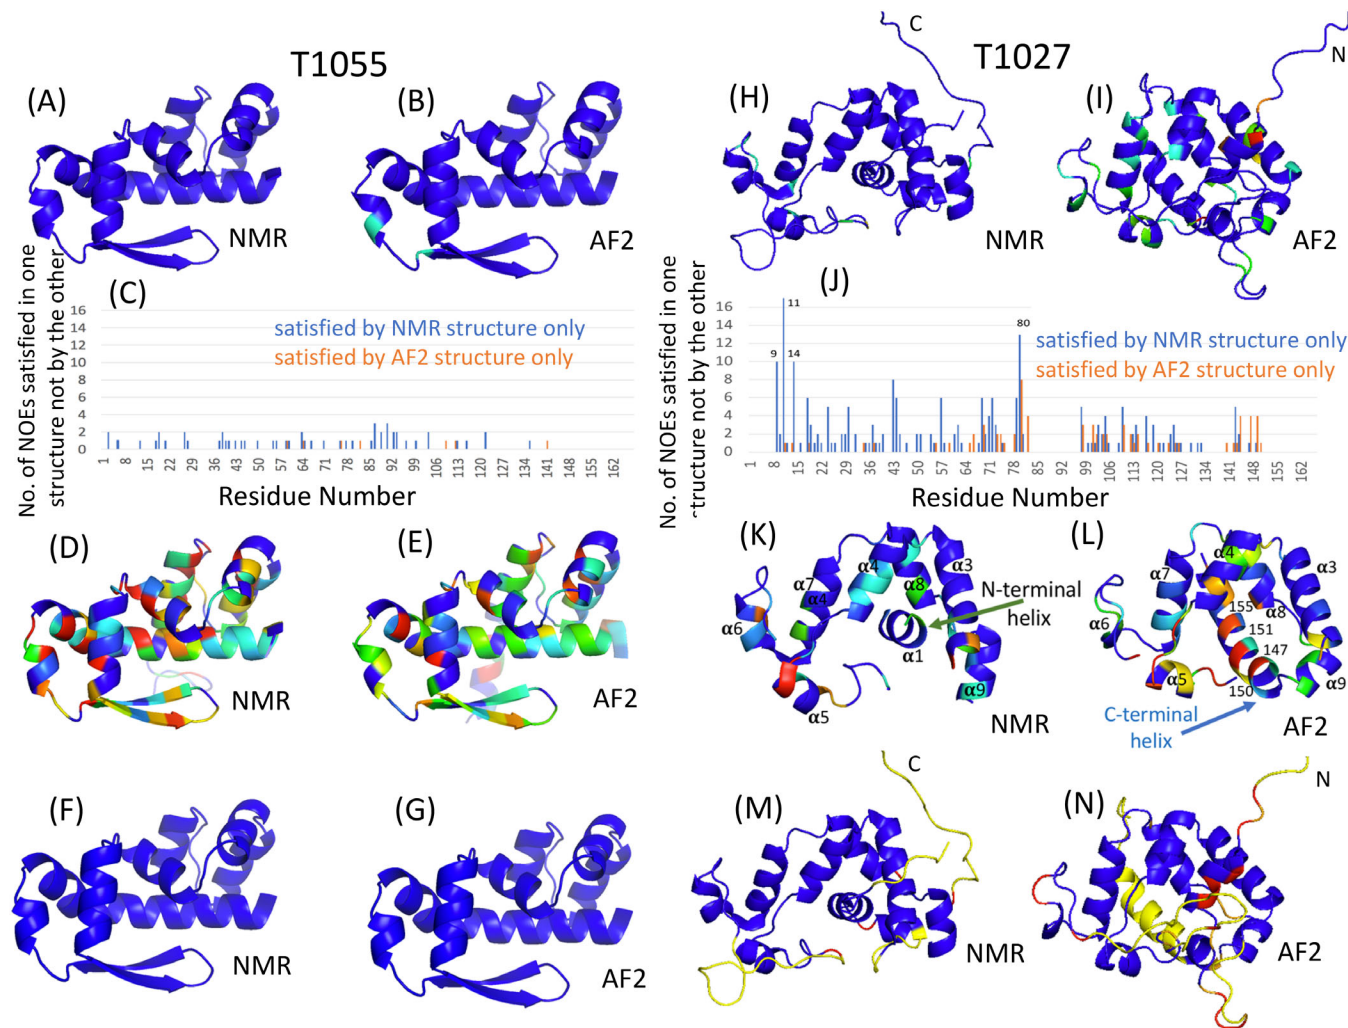 T1055
(A)
(B)
NMR
AF2
No. of NOEs satisfied in one
structure not by the other
(C)
16
14
12
10
8
6
4
2
0
satisfied by NMR structure only
satisfied by AF2 structure only
1 8 15 22 29 36 43 50 57 64 71 78 85 92 99 106 113 120 127 134 141 148 155 162
Residue Number
(D)
(E)
NMR
AF2
(F)
(G)
NMR
AF2
T1027
C
N
(H)
(I)
NMR
AF2
No. of NOEs satisfied in one
structure not by the other
(J)
16
14
12
10
8
6
4
2
0
9
11
14
80
satisfied by NMR structure only
satisfied by AF2 structure only
1 8 15 22 29 36 43 50 57 64 71 78 85 92 99 106 113 120 127 134 141 148 155 162
Residue Number
(K)
α4
α3
α7
α8
α4
N-terminal
helix
α6
α1
α9
α5
NMR
(L)
α4
α7
α3
155
α8
α6
151
147
α5
150
α9
C-terminal
helix
AF2
C
(M)
NMR
N
(N)
AF2